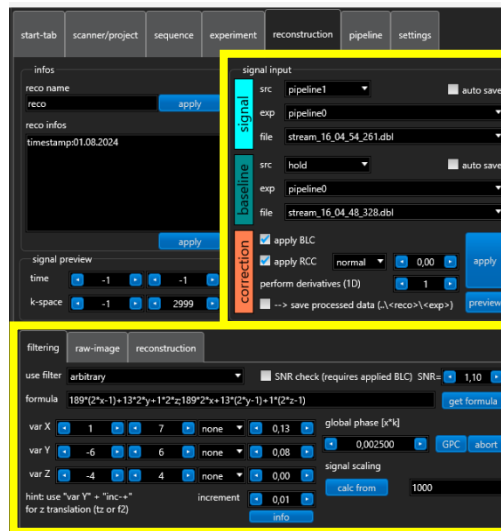 start-tab scanner/project sequence experiment reconstruction pipeline settings
infos
reco name
reco apply
reco infos
timestamp:01.08.2024
apply
signal preview
time -1 -1
k-space -1 2999
signal input
signal
src pipeline1 auto save
exp pipeline0
file stream_16_04_54_261.dbl
baseline
src hold auto save
exp pipeline0
file stream_16_04_48_328.dbl
correction
apply BLC
apply RCC normal 0,00 apply
perform derivatives (1D) 1
--> save processed data (..\<reco>\<exp>) preview
filtering raw-image reconstruction
use filter arbitrary SNR check (requires applied BLC) SNR= 1,10
formula 189*(2*x-1)+13*2*y+1*2*z;189*2*x+13*(2*y-1)+1*(2*z-1) get formula
var X 1 7 none 0,13
var Y -6 6 none 0,08
var Z -4 4 none 0,00
hint: use "var Y" + "inc-+"
for z translation (tz or f2)
increment 0,01
info
global phase [x*k]
0,002500 GPC abort
signal scaling
calc from 1000